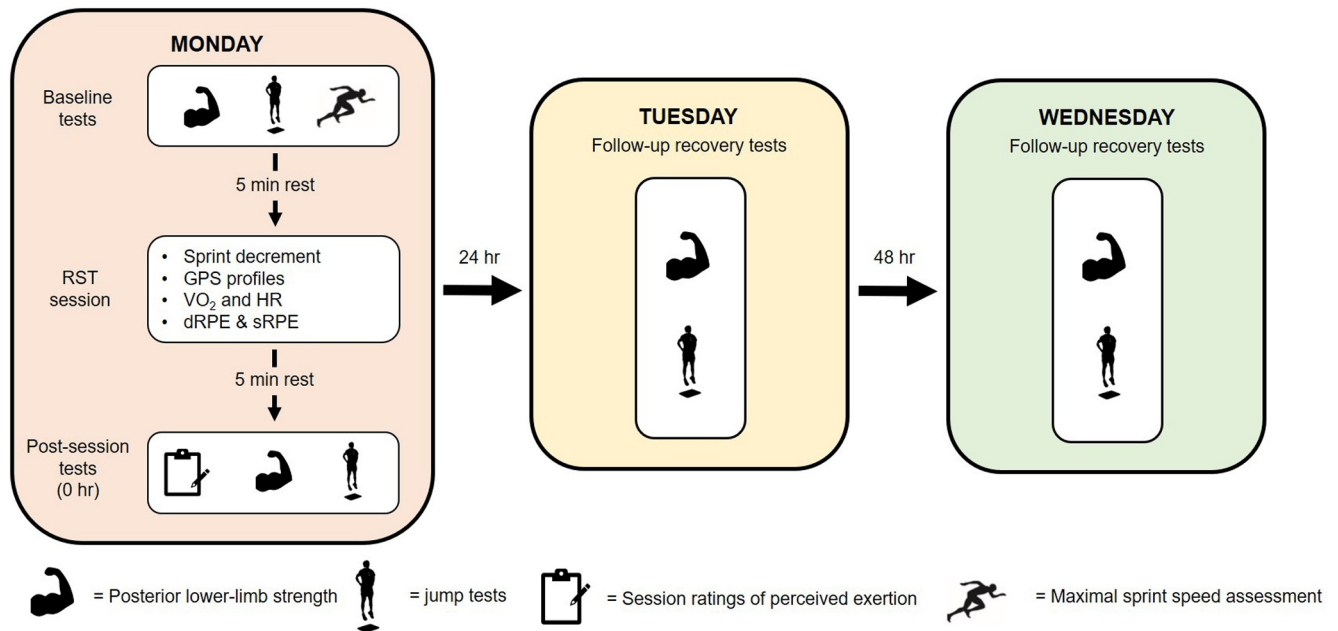 MONDAY
Baseline
tests
5 min rest
RST
session
• Sprint decrement
• GPS profiles
• VO₂ and HR
• dRPE & sRPE
5 min rest
Post-session
tests
(0 hr)
24 hr
TUESDAY
Follow-up recovery tests
48 hr
WEDNESDAY
Follow-up recovery tests
= Posterior lower-limb strength
= jump tests
= Session ratings of perceived exertion
= Maximal sprint speed assessment